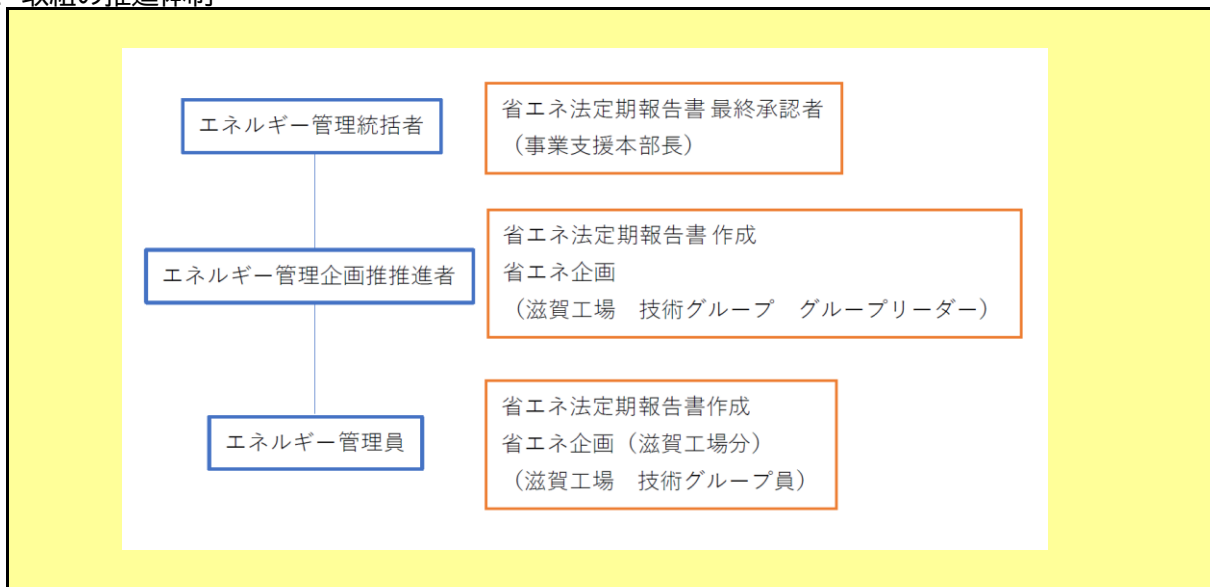 取組の推進体制
エネルギー管理統括者
省エネ法定期報告書 最終承認者
（事業支援本部長）
エネルギー管理企画推推進者
省エネ法定期報告書 作成
省エネ企画
（滋賀工場　技術グループ　グループリーダー）
エネルギー管理員
省エネ法定期報告書作成
省エネ企画（滋賀工場分）
（滋賀工場　技術グループ員）